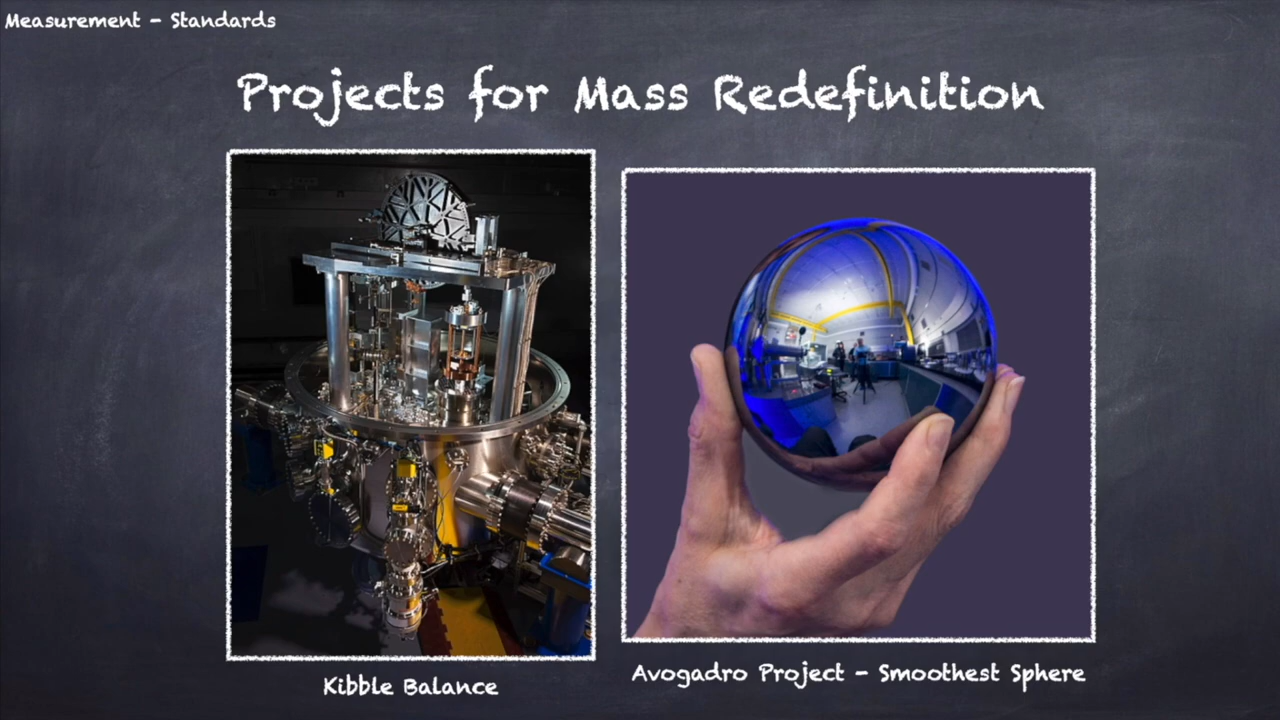 Measurement - Standards
Projects for Mass Redefinition
Kibble Balance
Avogadro Project - Smoothest Sphere